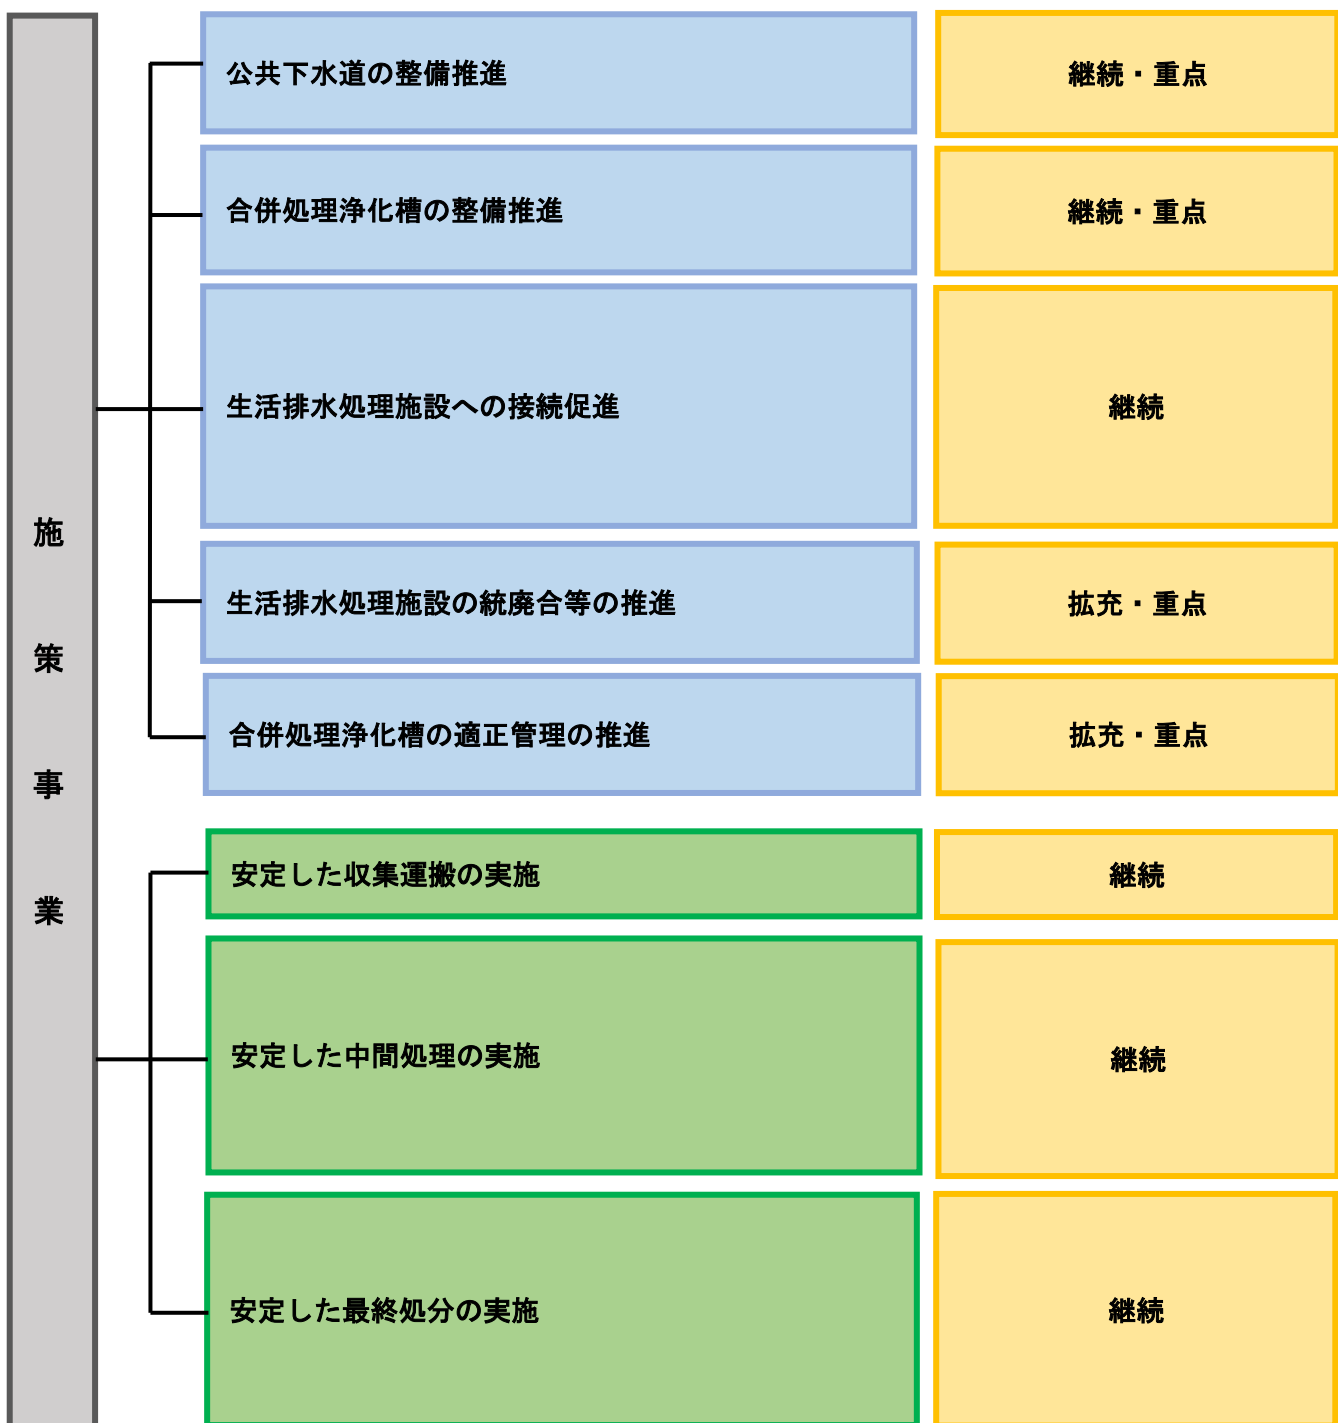 施策事業
公共下水道の整備推進
継続・重点
合併処理浄化槽の整備推進
継続・重点
生活排水処理施設への接続促進
継続
生活排水処理施設の統廃合等の推進
拡充・重点
合併処理浄化槽の適正管理の推進
拡充・重点
安定した収集運搬の実施
継続
安定した中間処理の実施
継続
安定した最終処分の実施
継続